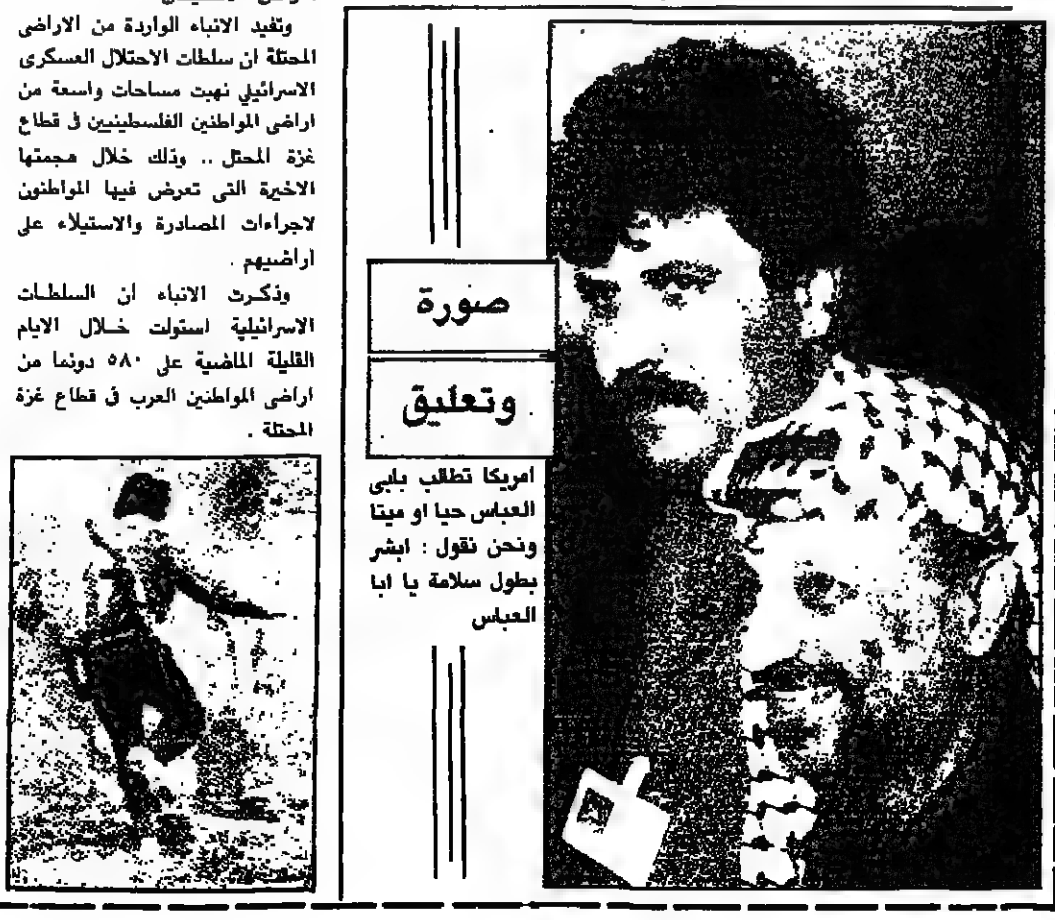 وتفيد الانباء الواردة من الاراضى
المحتلة ان سلطات الاحتلال العسكرى
الاسرائيلي نهبت مساحات واسعة من
اراضى المواطنين الفلسطينيين فى قطاع
غزة المحتل .. وذلك خلال هجمتها
الاخيرة التى تعرض فيها المواطنون
لاجراءات المصادرة والاستيلاء على
اراضيهم .
وذكرت الانباء ان السلطات
الاسرائيلية استولت خلال الايام
القليلة الماضية على ٥٨٠ دونما من
اراضى المواطنين العرب فى قطاع غزة
المحتلة .
صورة
وتعليق
امريكا تطالب بابى
العباس حيا او ميتا
ونحن نقول : ابشر
بطول سلامة يا ابا
العباس